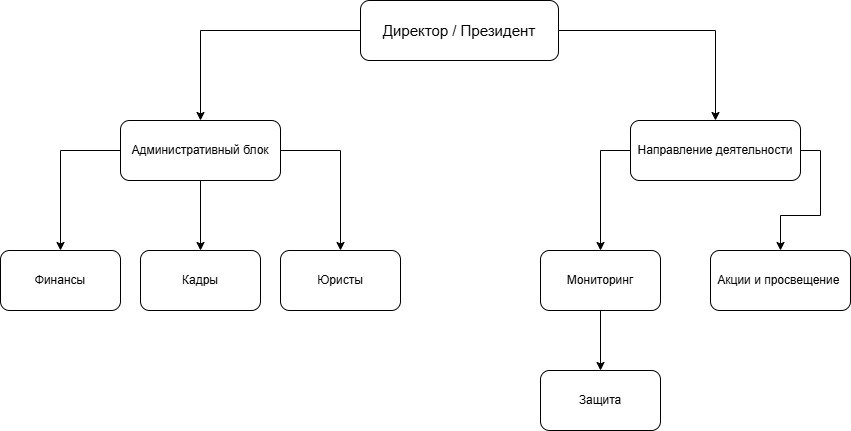 Директор / Президент
Административный блок
Направление деятельности
Финансы
Кадры
Юристы
Мониторинг
Акции и просвещение
Защита